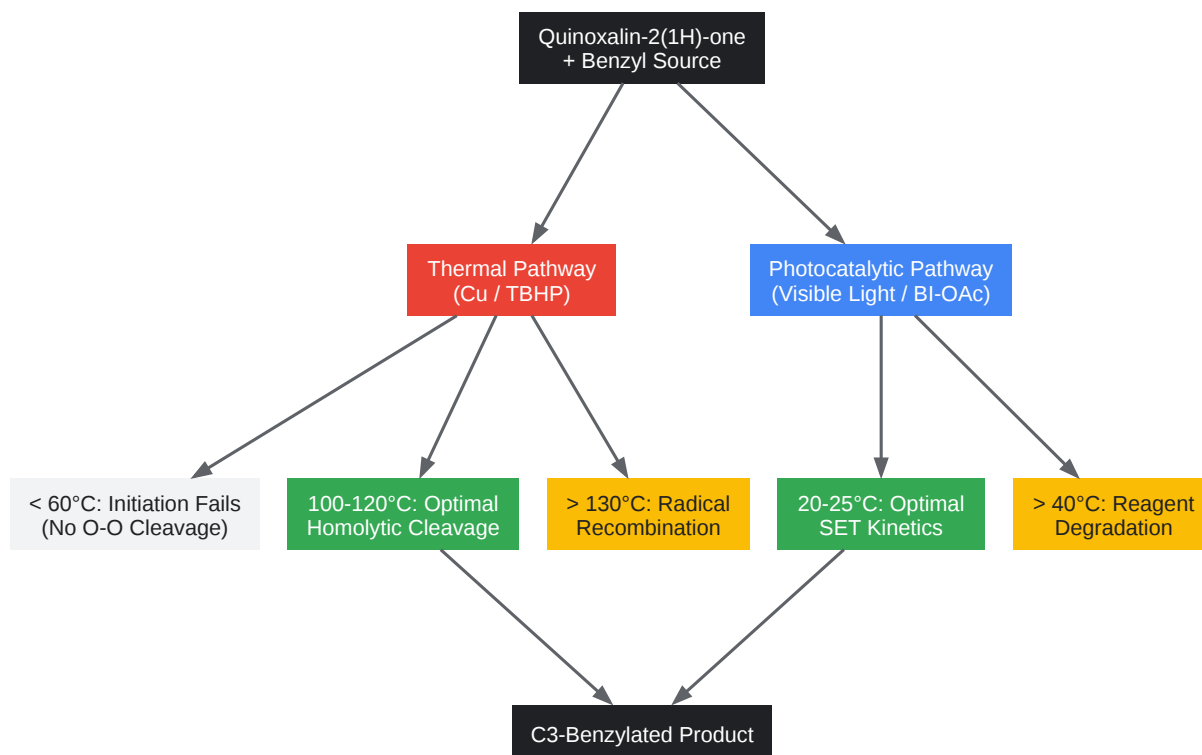 Quinoxalin-2(1H)-one
+ Benzyl Source
Thermal Pathway
(Cu / TBHP)
Photocatalytic Pathway
(Visible Light / BI-OAc)
< 60°C: Initiation Fails
(No O-O Cleavage)
100-120°C: Optimal
Homolytic Cleavage
> 130°C: Radical
Recombination
20-25°C: Optimal
SET Kinetics
> 40°C: Reagent
Degradation
C3-Benzylated Product